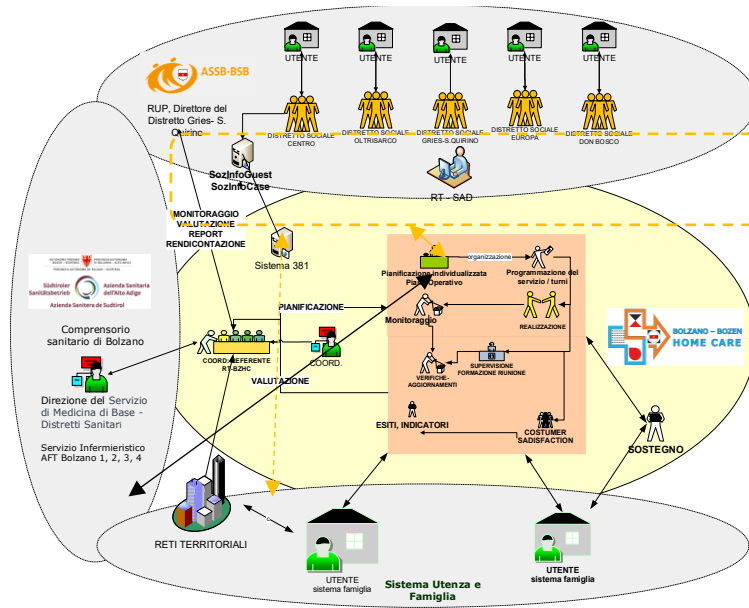 UTENTE
UTENTE
UTENTE
UTENTE
UTENTE
ASSB-BSB
RUP, Direttore del
Distretto Gries- S.
Quirino
DISTRETTO SOCIALE
CENTRO
DISTRETTO SOCIALE
OLTRISARCO
DISTRETTO SOCIALE
GRIES-S.QUIRINO
DISTRETTO SOCIALE
EUROPA
DISTRETTO SOCIALE
DON BOSCO
SozInfoGuest
SozInfoCase
RT - SAD
MONITORAGGIO
VALUTAZIONE
REPORT
RENDICONTAZIONE
Sistema 381
organizzazione
Pianificazione individualizzata
Piano Operativo
Programmazione del
servizio / turni
Südtiroler
Sanitätsbetrieb
Azienda Sanitaria
dell'Alto Adige
Azienda Sanitera de Sudtirol
PIANIFICAZIONE
Monitoraggio
REALIZZAZIONE
BOLZANO – BOZEN
HOME CARE
Comprensorio
sanitario di Bolzano
COORD.REFERENTE
RT-BZHC
COORD.
VALUTAZIONE
VERIFICHE-
AGGIORNAMENTI
SUPERVISIONE
FORMAZIONE RIUNIONE
Direzione del Servizio
di Medicina di Base -
Distretti Sanitari
Servizio Infermieristico
AFT Bolzano 1, 2, 3, 4
ESITI, INDICATORI
COSTUMER
SADISFACTION
SOSTEGNO
RETI TERRITORIALI
UTENTE
sistema famiglia
UTENTE
sistema famiglia
Sistema Utenza e
Famiglia